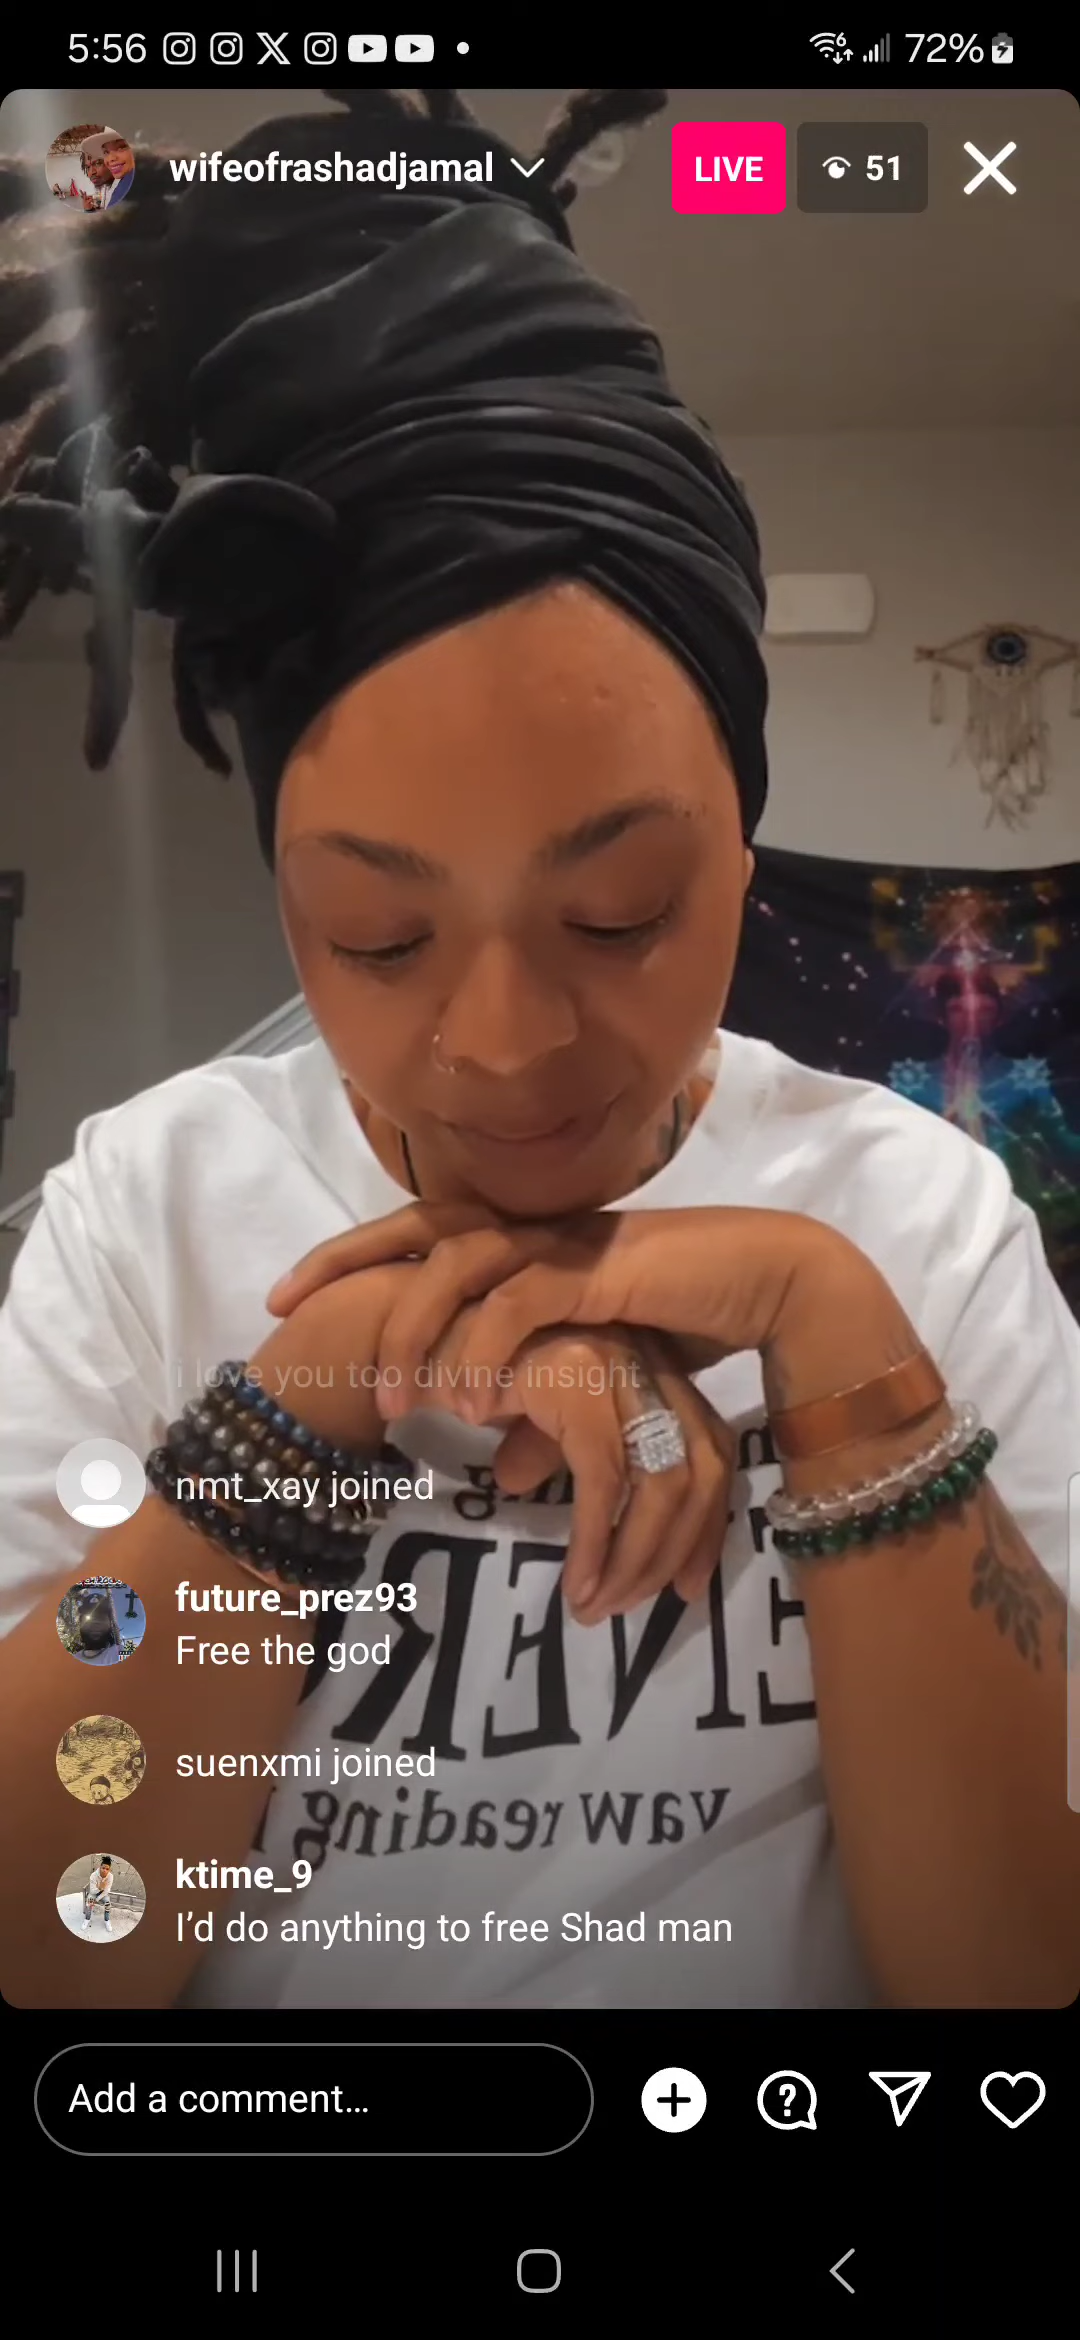 5:56
72%
wifeofrashadjamal
LIVE
51
i love you too divine insight
nmt_xay joined
future_prez93
Free the god
suenxmi joined
ktime_9
I'd do anything to free Shad man
reading
Add a comment...